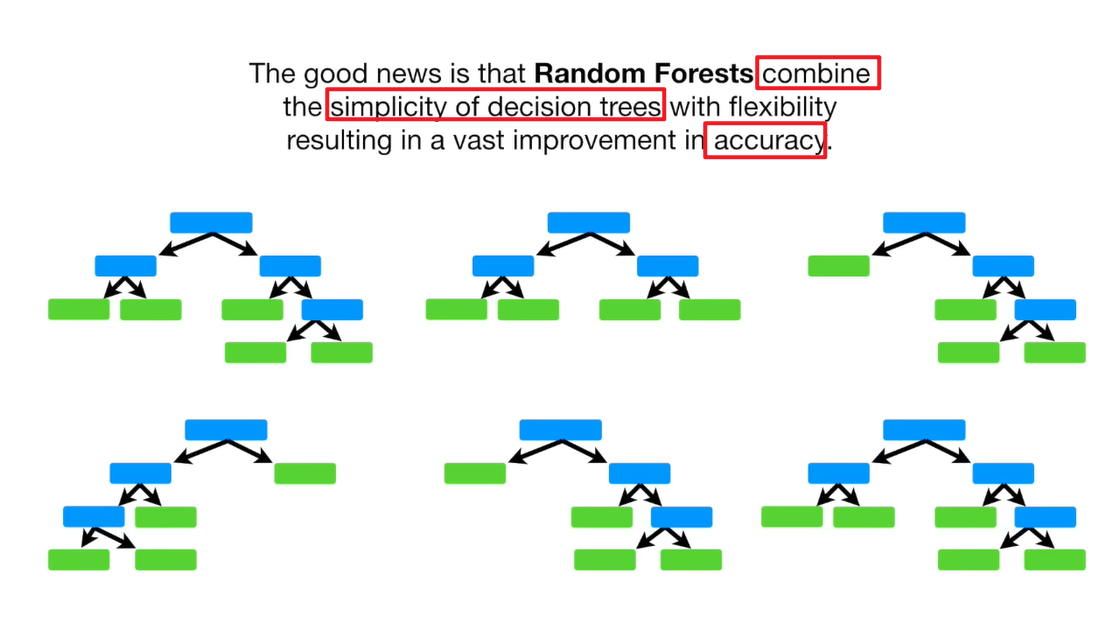 The good news is that Random Forests combine
the simplicity of decision trees with flexibility
resulting in a vast improvement in accuracy.